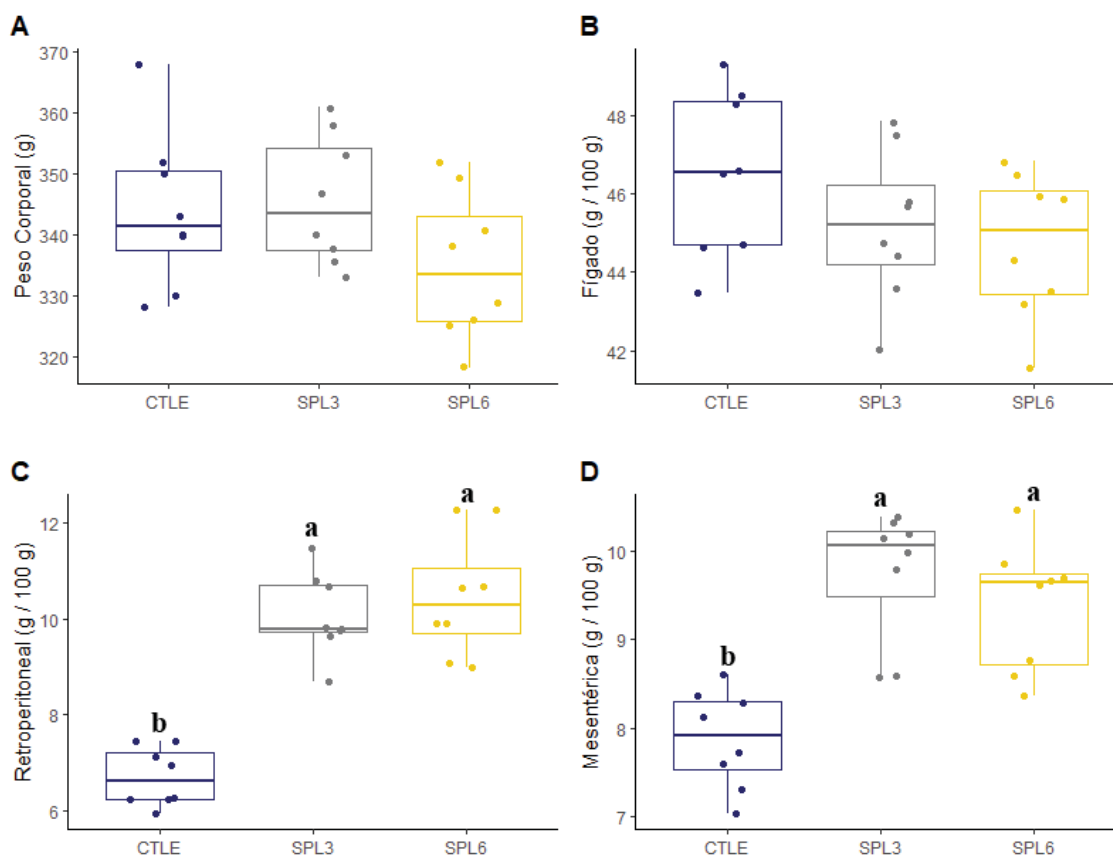 A
Peso Corporal (g)
370
360
350
340
330
320
CTLE SPL3 SPL6
B
Fígado (g / 100 g)
48
46
44
42
CTLE SPL3 SPL6
C
Retroperitoneal (g / 100 g)
12
10
8
6
b a a
CTLE SPL3 SPL6
D
Mesentérica (g / 100 g)
10
9
8
7
b a a
CTLE SPL3 SPL6